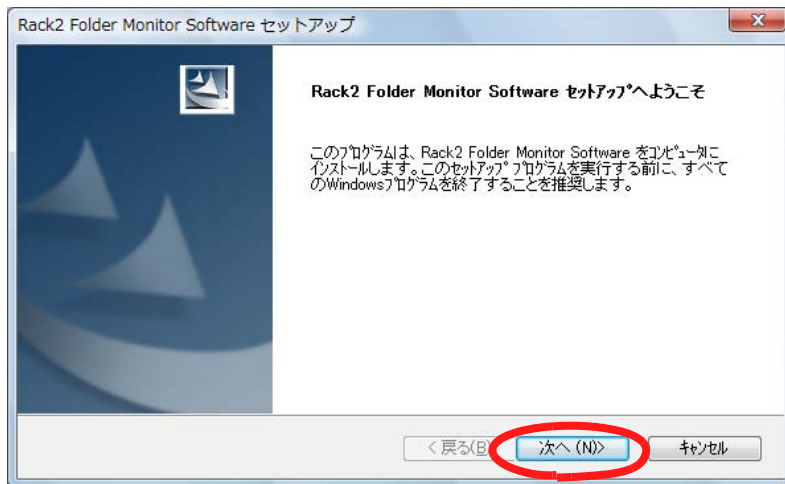 Rack2 Folder Monitor Software セットアップ
Rack2 Folder Monitor Software ｾｯﾄｱｯﾌﾟへようこそ
このﾌﾟﾛｸﾞﾗﾑは、Rack2 Folder Monitor Software をｺﾝﾋﾟｭｰﾀに
ｲﾝｽﾄｰﾙします。このｾｯﾄｱｯﾌﾟ ﾌﾟﾛｸﾞﾗﾑを実行する前に、すべて
のWindowsﾌﾟﾛｸﾞﾗﾑを終了することを推奨します。
< 戻る(B) 次へ (N)> ｷｬﾝｾﾙ